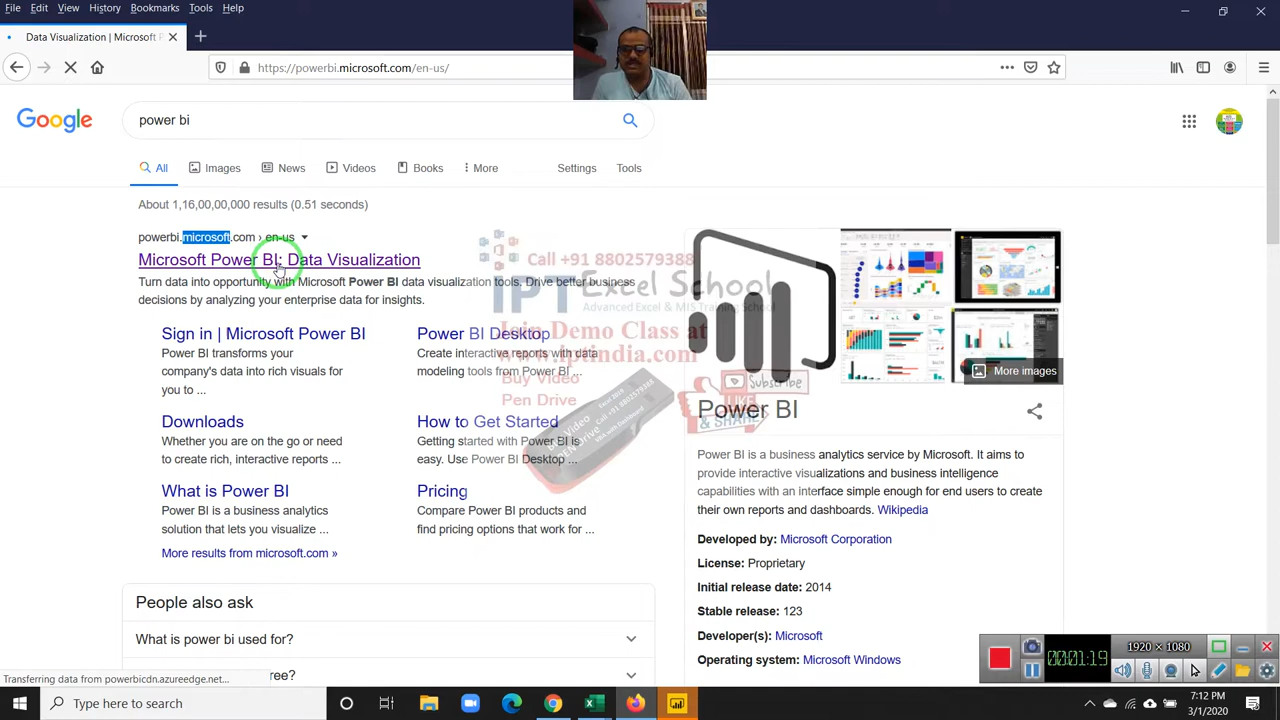 File Edit View History Bookmarks Tools Help
Data Visualization | Microsoft P
https://powerbi.microsoft.com/en-us/
Google
power bi
All Images News Videos Books More Settings Tools
About 1,16,00,00,000 results (0.51 seconds)
powerbi.microsoft.com › en-us
Microsoft Power BI: Data Visualization
Turn data into opportunity with Microsoft Power BI data visualization tools. Drive better business
decisions by analyzing your enterprise data for insights.
Sign in | Microsoft Power BI
Power BI transforms your
company's data into rich visuals for
you to ...
Power BI Desktop
Create interactive reports with data
modeling tools from Power BI ...
Downloads
Whether you are on the go or need
to create rich, interactive reports ...
How to Get Started
Getting started with Power BI is
easy. Use Power BI Desktop ...
What is Power BI
Power BI is a business analytics
solution that lets you visualize ...
Pricing
Compare Power BI products and
find pricing options that work for ...
More results from microsoft.com »
People also ask
What is power bi used for?
ree?
Call +91 8802579388
IPT Excel School
Advanced Excel & MIS Training School
Demo Class at
Buy Video
Pen Drive
Subscribe
LIKE
& SHARE
More images
Power BI
Power BI is a business analytics service by Microsoft. It aims to
provide interactive visualizations and business intelligence
capabilities with an interface simple enough for end users to create
their own reports and dashboards. Wikipedia
Developed by: Microsoft Corporation
License: Proprietary
Initial release date: 2014
Stable release: 123
Developer(s): Microsoft
Operating system: Microsoft Windows
1920 × 1080
00:01:19
Transferring data from powerbicdn.azureedge.net...
Type here to search
7:12 PM
3/1/2020